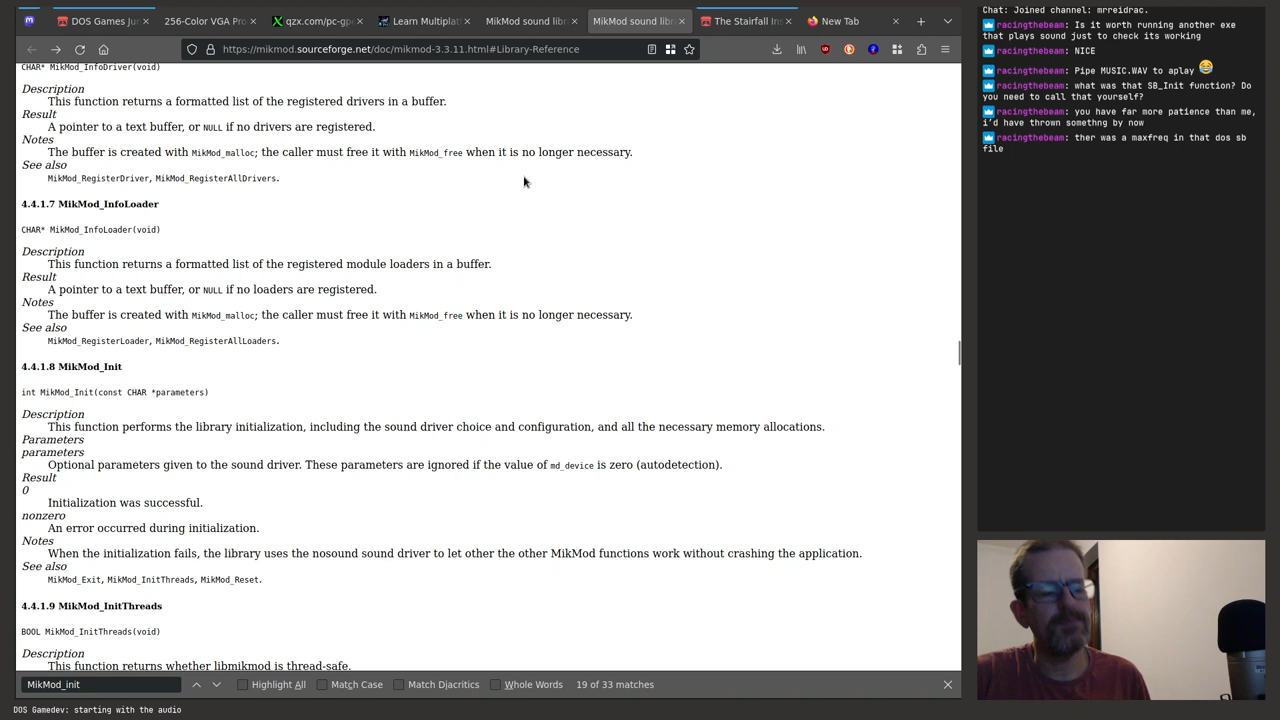 DOS Games Ju
256-Color VGA Pro
qzx.com/pc-gp
Learn Multipla
MikMod sound lib
MikMod sound lib
The Stairfall Ins
New Tab
https://mikmod.sourceforge.net/doc/mikmod-3.3.11.html#Library-Reference
CHAR* MikMod_InfoDriver(void)
Description
This function returns a formatted list of the registered drivers in a buffer.
Result
A pointer to a text buffer, or NULL if no drivers are registered.
Notes
The buffer is created with MikMod_malloc; the caller must free it with MikMod_free when it is no longer necessary.
See also
MikMod_RegisterDriver, MikMod_RegisterAllDrivers.
4.4.1.7 MikMod_InfoLoader
CHAR* MikMod_InfoLoader(void)
Description
This function returns a formatted list of the registered module loaders in a buffer.
Result
A pointer to a text buffer, or NULL if no loaders are registered.
Notes
The buffer is created with MikMod_malloc; the caller must free it with MikMod_free when it is no longer necessary.
See also
MikMod_RegisterLoader, MikMod_RegisterAllLoaders.
4.4.1.8 MikMod_Init
int MikMod_Init(const CHAR *parameters)
Description
This function performs the library initialization, including the sound driver choice and configuration, and all the necessary memory allocations.
Parameters
parameters
Optional parameters given to the sound driver. These parameters are ignored if the value of md_device is zero (autodetection).
Result
0
Initialization was successful.
nonzero
An error occurred during initialization.
Notes
When the initialization fails, the library uses the nosound sound driver to let other the other MikMod functions work without crashing the application.
See also
MikMod_Exit, MikMod_InitThreads, MikMod_Reset.
4.4.1.9 MikMod_InitThreads
BOOL MikMod_InitThreads(void)
Description
This function returns whether libmikmod is thread-safe.
MikMod_init
Highlight All
Match Case
Match Diacritics
Whole Words
19 of 33 matches
DOS Gamedev: starting with the audio
Chat: Joined channel: mrreidrac.
racingthebeam: Is it worth running another exe
that plays sound just to check its working
racingthebeam: NICE
racingthebeam: Pipe MUSIC.WAV to aplay 😂
racingthebeam: what was that SB_Init function? Do
you need to call that yourself?
racingthebeam: you have far more patience than me,
i'd have thrown somethng by now
racingthebeam: ther was a maxfreq in that dos sb
file